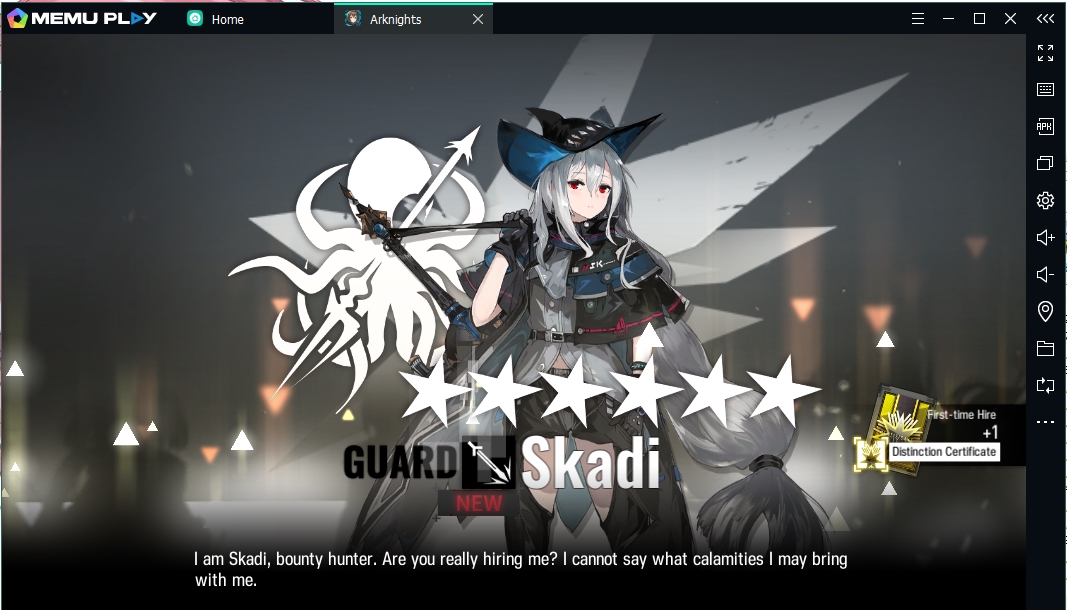 MEMU PLAY
Home
Arknights
APK
First-time Hire
+1
Distinction Certificate
GUARD
Skadi
NEW
I am Skadi, bounty hunter. Are you really hiring me? I cannot say what calamities I may bring
with me.